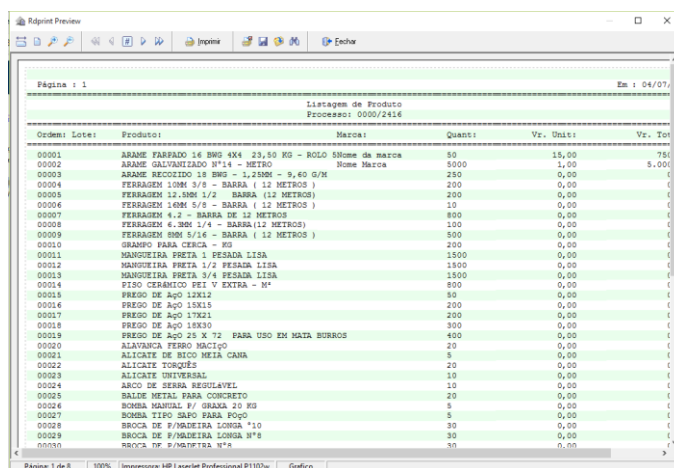 Rdprint Preview
Imprimir Fechar
Página : 1 Em : 04/07/
Listagem de Produto
Processo: 0000/2416
Ordem: Lote: Produto: Marca: Quant: Vr. Unit: Vr. Tot
00001 ARAME FARPADO 16 BWG 4X4 23,50 KG - ROLO 5Nome da marca 50 15,00 750
00002 ARAME GALVANIZADO N°14 - METRO Nome Marca 5000 1,00 5.000
00003 ARAME RECOZIDO 18 BWG - 1,25MM - 9,60 G/M 250 0,00
00004 FERRAGEM 10MM 3/8 - BARRA ( 12 METROS ) 200 0,00
00005 FERRAGEM 12.5MM 1/2 BARRA (12 METROS) 200 0,00
00006 FERRAGEM 16MM 5/8 - BARRA ( 12 METROS ) 10 0,00
00007 FERRAGEM 4.2 - BARRA DE 12 METROS 800 0,00
00008 FERRAGEM 6.3MM 1/4 - BARRA(12 METROS) 100 0,00
00009 FERRAGEM 8MM 5/16 - BARRA ( 12 METROS ) 500 0,00
00010 GRAMPO PARA CERCA - KG 200 0,00
00011 MANGUEIRA PRETA 1 PESADA LISA 1500 0,00
00012 MANGUEIRA PRETA 1/2 PESADA LISA 1500 0,00
00013 MANGUEIRA PRETA 3/4 PESADA LISA 1500 0,00
00014 PISO CERÁMICO PEI V EXTRA - M² 800 0,00
00015 PREGO DE AçO 12X12 50 0,00
00016 PREGO DE AçO 15X15 200 0,00
00017 PREGO DE AçO 17X21 200 0,00
00018 PREGO DE AçO 18X30 300 0,00
00019 PREGO DE AçO 25 X 72 PARA USO EM MATA BURROS 400 0,00
00020 ALAVANCA FERRO MACIçO 20 0,00
00021 ALICATE DE BICO MEIA CANA 5 0,00
00022 ALICATE TORQUÊS 20 0,00
00023 ALICATE UNIVERSAL 10 0,00
00024 ARCO DE SERRA REGULáVEL 10 0,00
00025 BALDE METAL PARA CONCRETO 20 0,00
00026 BOMBA MANUAL P/ GRAXA 20 KG 5 0,00
00027 BOMBA TIPO SAPO PARA POçO 5 0,00
00028 BROCA DE P/MADEIRA LONGA °10 30 0,00
00029 BROCA DE P/MADEIRA LONGA N°8 30 0,00
00030 BROCA DE P/MADEIRA N°8 30 0,00
Página: 1 de 8 100% Impressora: HP LaserJet Professional P1102w Grafico